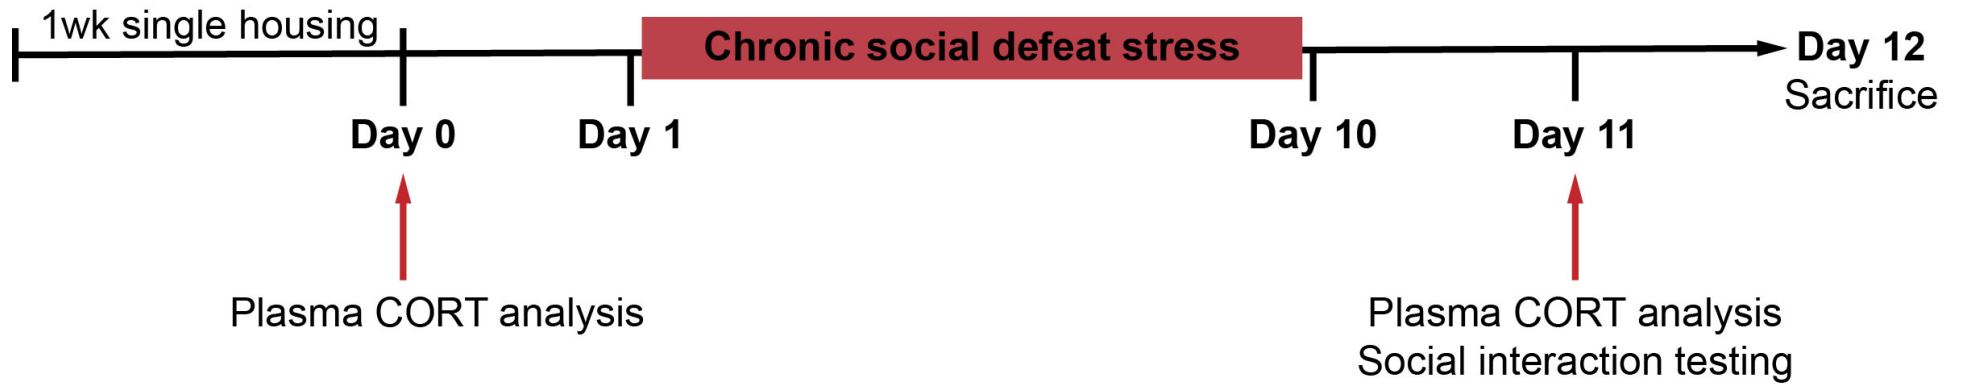 1wk single housing
Chronic social defeat stress
Day 12
Sacrifice
Day 0
Day 1
Day 10
Day 11
Plasma CORT analysis
Plasma CORT analysis
Social interaction testing